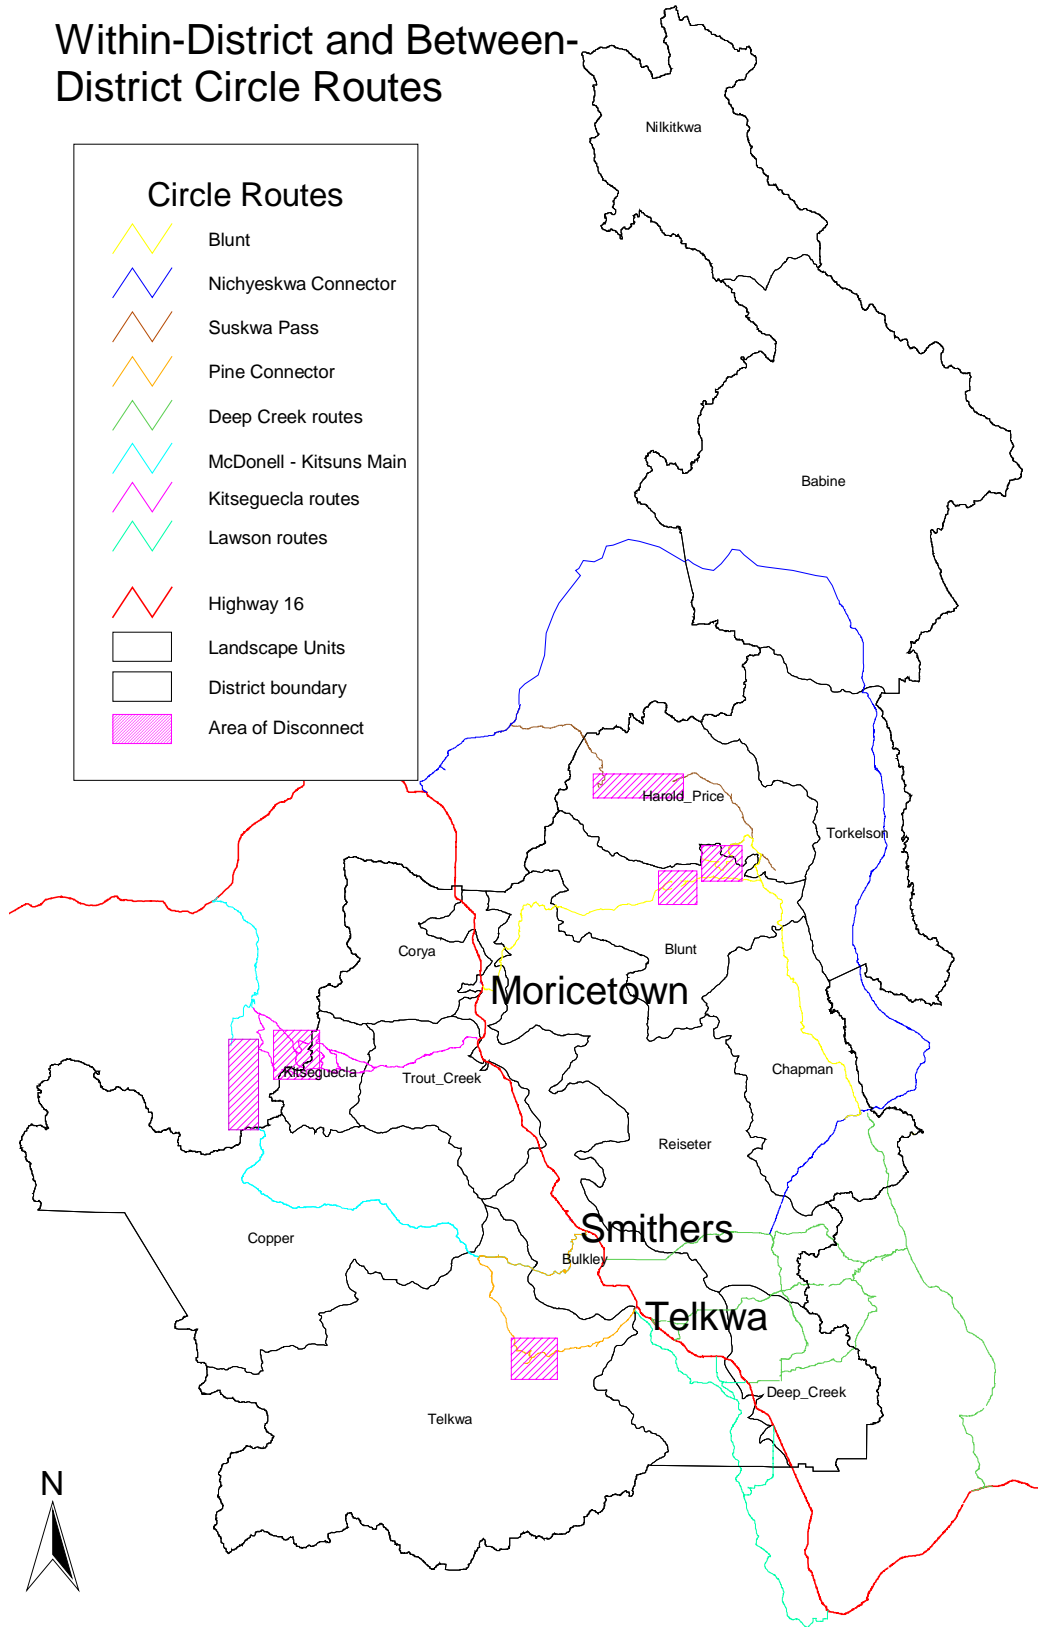 Within-District and Between-
District Circle Routes
Circle Routes
Blunt
Nichyeskwa Connector
Suskwa Pass
Pine Connector
Deep Creek routes
McDonell - Kitsuns Main
Kitseguecla routes
Lawson routes
Highway 16
Landscape Units
District boundary
Area of Disconnect
Nilkitkwa
Babine
Harold_Price
Torkelson
Corya
Blunt
Moricetown
Kitseguecla
Trout_Creek
Chapman
Reiseter
Smithers
Copper
Bulkley
Telkwa
Deep_Creek
Telkwa
N